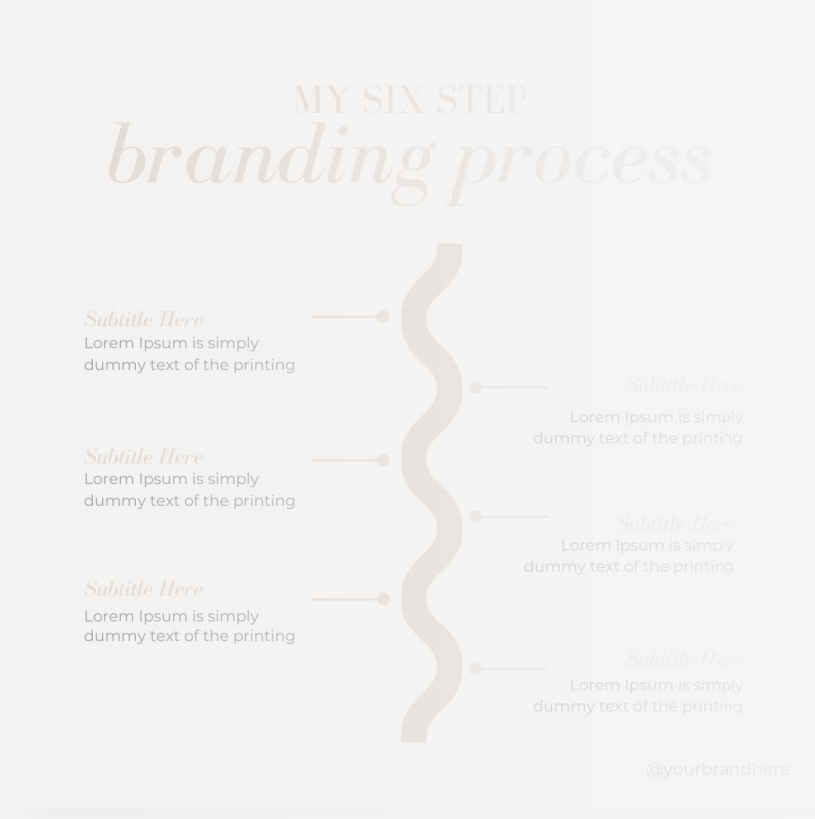 MY SIX STEP
branding process
Subtitle Here
Lorem Ipsum is simply
dummy text of the printing
Subtitle Here
Lorem Ipsum is simply
dummy text of the printing
Subtitle Here
Lorem Ipsum is simply
dummy text of the printing
Subtitle Here
Lorem Ipsum is simply
dummy text of the printing
Subtitle Here
Lorem Ipsum is simply
dummy text of the printing
Subtitle Here
Lorem Ipsum is simply
dummy text of the printing
@yourbrandhere